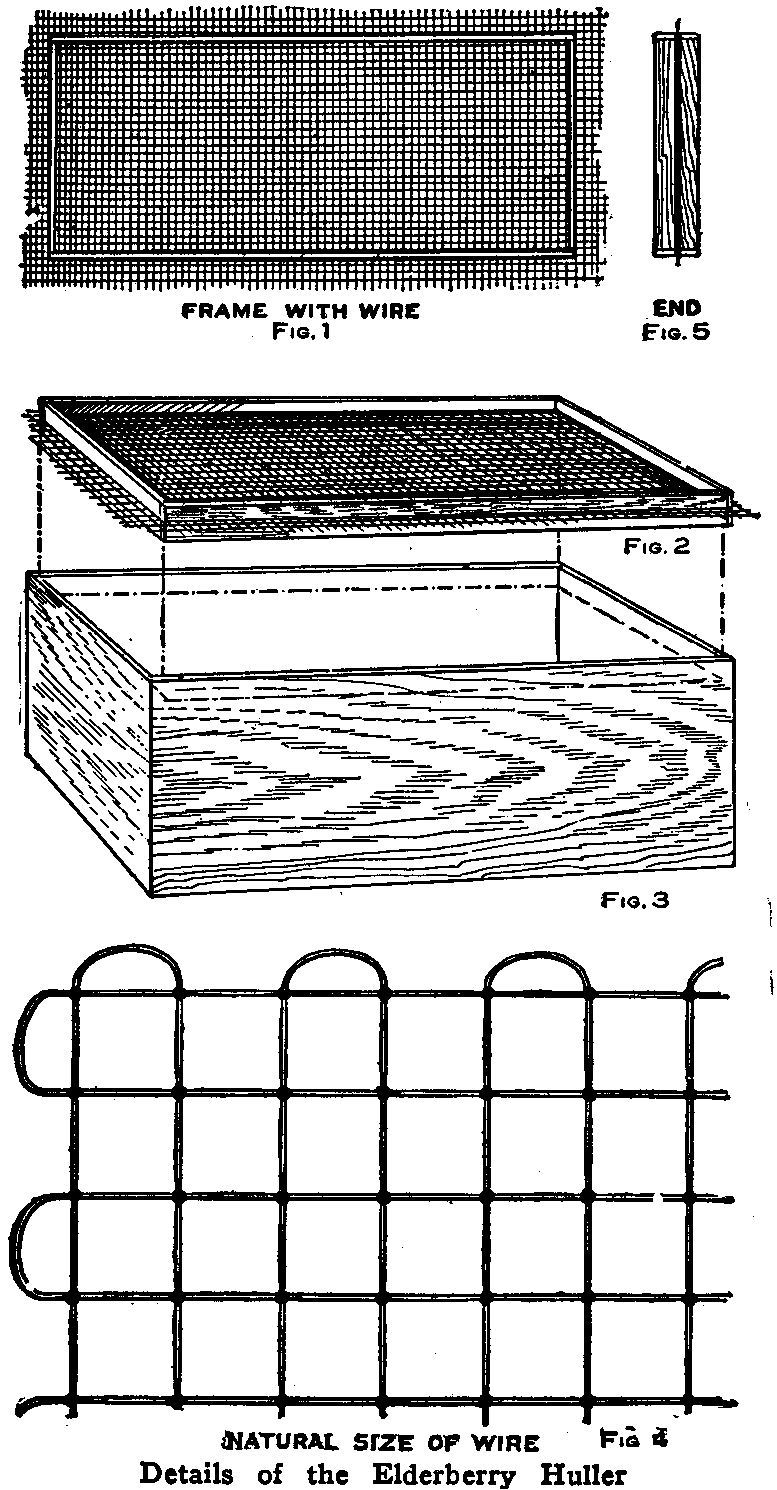 FRAME WITH WIRE
FIG. 1
END
FIG. 5
FIG. 2
FIG. 3
NATURAL SIZE OF WIRE
FIG 4
Details of the Elderberry Huller